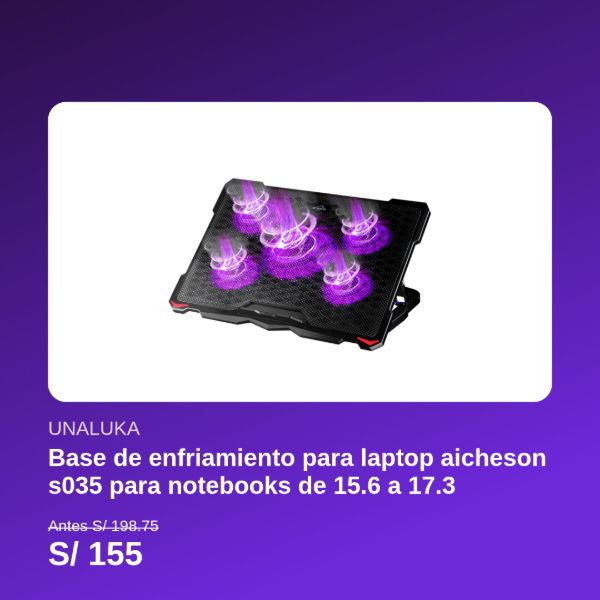 UNALUKA
Base de enfriamiento para laptop aicheson
s035 para notebooks de 15.6 a 17.3
Antes S/ 198.75
S/ 155